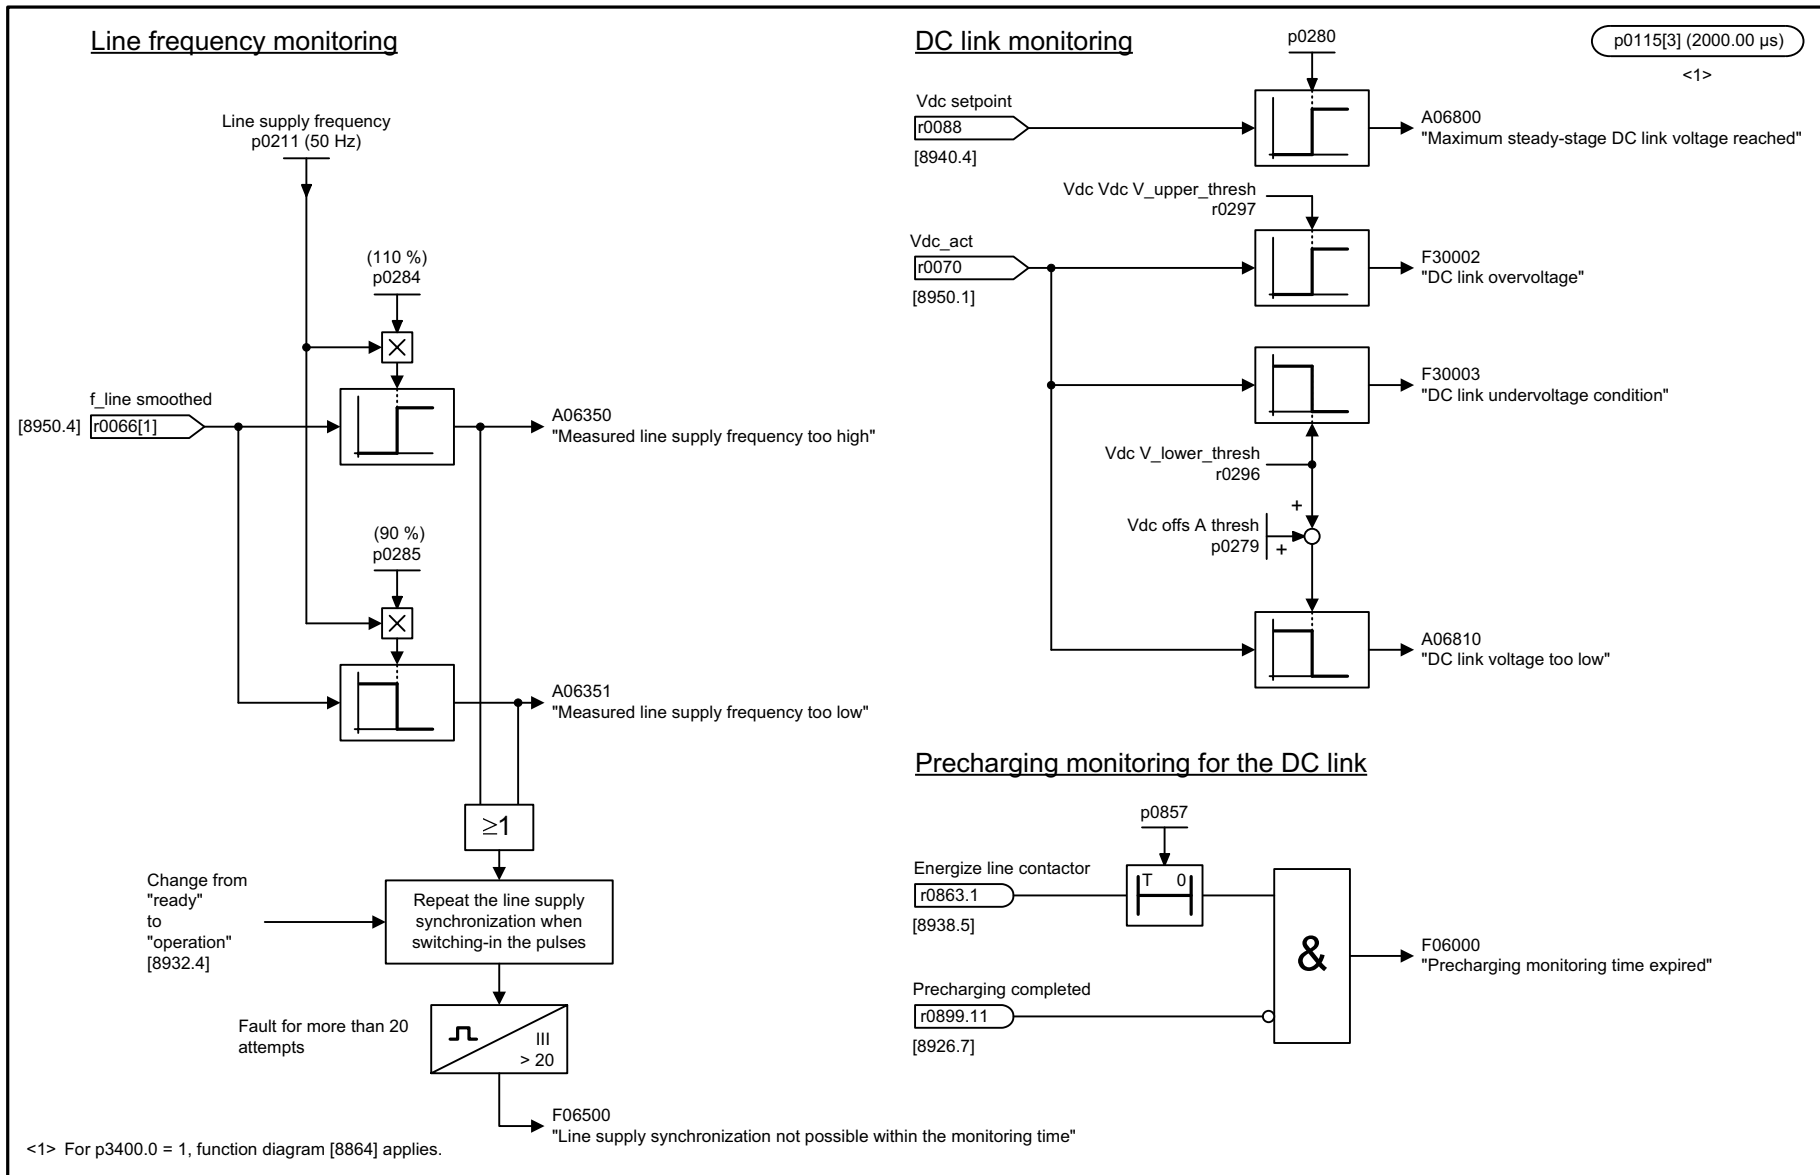 Line frequency monitoring
Line supply frequency
p0211 (50 Hz)
(110 %)
p0284
f_line smoothed
[8950.4] r0066[1]
A06350
"Measured line supply frequency too high"
(90 %)
p0285
A06351
"Measured line supply frequency too low"
≥1
Change from
"ready"
to
"operation"
[8932.4]
Repeat the line supply
synchronization when
switching-in the pulses
Fault for more than 20
attempts
III
> 20
F06500
"Line supply synchronization not possible within the monitoring time"
<1> For p3400.0 = 1, function diagram [8864] applies.
DC link monitoring
p0280
p0115[3] (2000.00 µs)
<1>
Vdc setpoint
r0088
[8940.4]
A06800
"Maximum steady-stage DC link voltage reached"
Vdc Vdc V_upper_thresh
r0297
Vdc_act
r0070
[8950.1]
F30002
"DC link overvoltage"
F30003
"DC link undervoltage condition"
Vdc V_lower_thresh
r0296
+
Vdc offs A thresh
p0279
+
A06810
"DC link voltage too low"
Precharging monitoring for the DC link
p0857
Energize line contactor
r0863.1
[8938.5]
T 0
&
F06000
"Precharging monitoring time expired"
Precharging completed
r0899.11
[8926.7]